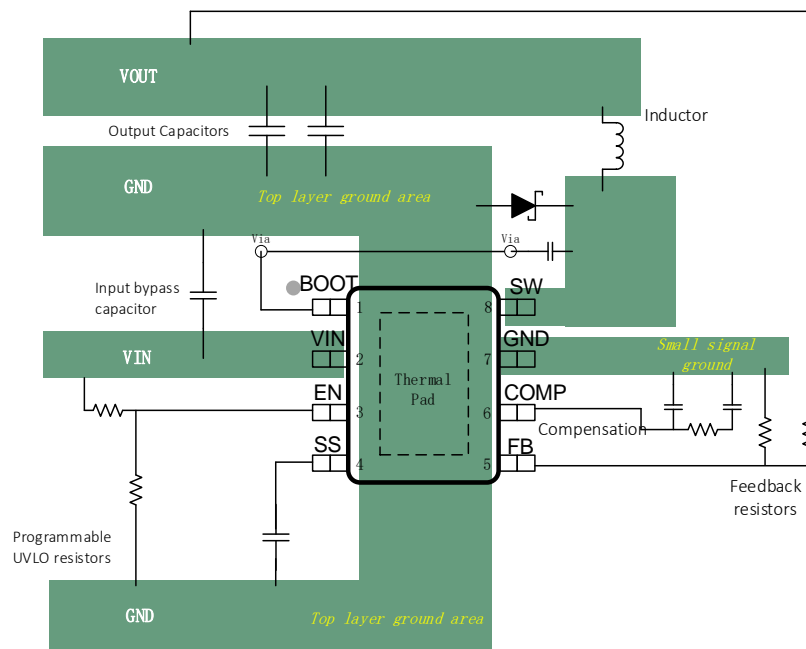 VOUT
Output Capacitors
Inductor
GND
Top layer ground area
Via
Via
BOOT
SW
Input bypass
capacitor
1
8
VIN
VIN
GND
Small signal
ground
2
7
Thermal
Pad
EN
COMP
3
6
Compensation
SS
FB
4
5
Feedback
resistors
Programmable
UVLO resistors
GND
Top layer ground area